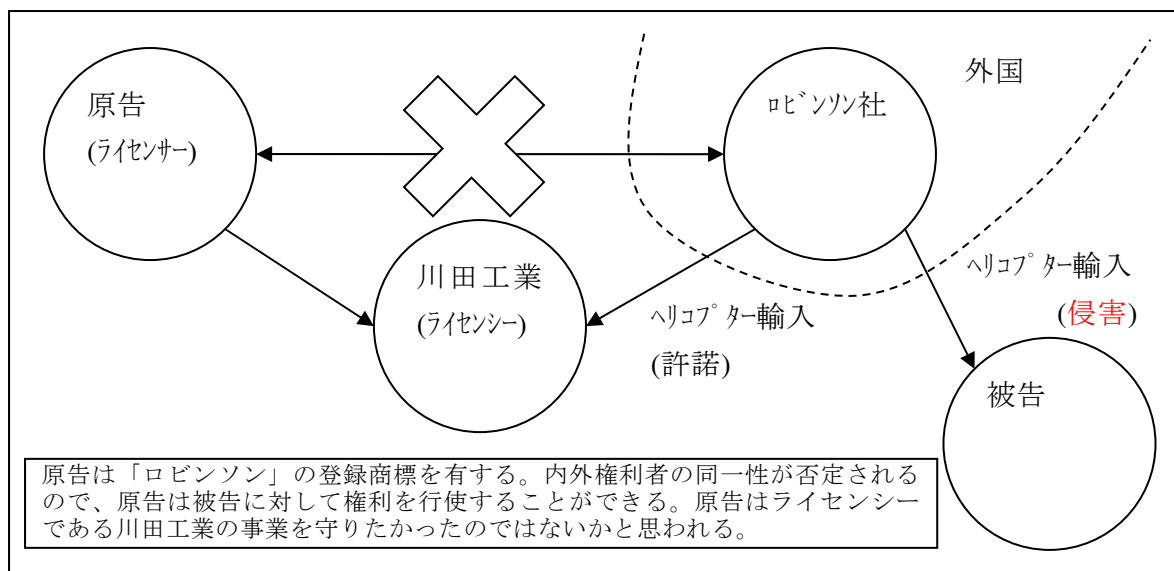 原告
(ﾗｲｾﾝｻｰ)
ﾛﾋﾞﾝｿﾝ社
外国
川田工業
(ﾗｲｾﾝｼｰ)
ﾍﾘｺﾌﾟﾀｰ輸入
(許諾)
ﾍﾘｺﾌﾟﾀｰ輸入
(侵害)
被告
原告は「ロビンソン」の登録商標を有する。内外権利者の同一性が否定される
ので、原告は被告に対して権利を行使することができる。原告はライセンシー
である川田工業の事業を守りたかったのではないかと思われる。